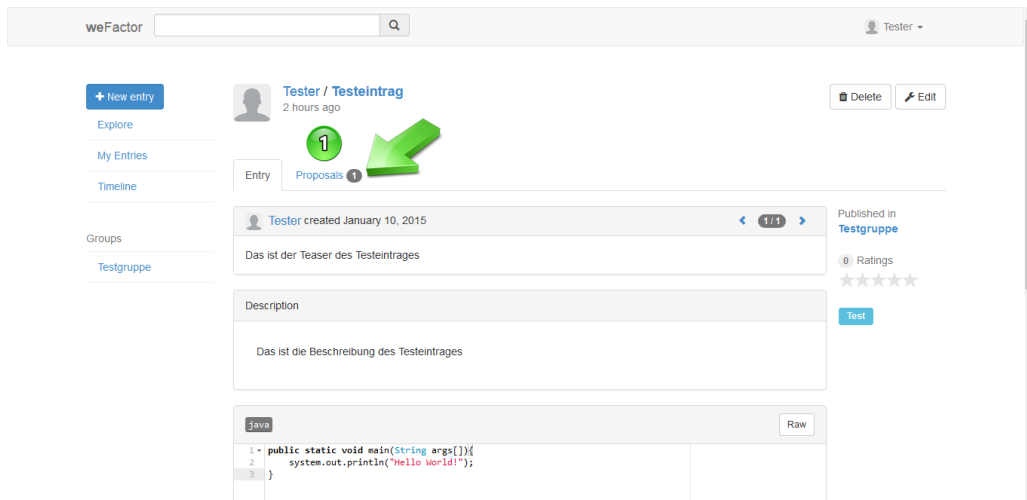 weFactor
Tester
+ New entry
Explore
My Entries
Timeline
Groups
Testgruppe
Tester / Testeintrag
2 hours ago
Delete
Edit
1
Entry
Proposals 1
Tester created January 10, 2015
1 / 1
Das ist der Teaser des Testeintrages
Published in
Testgruppe
0 Ratings
Test
Description
Das ist die Beschreibung des Testeintrages
java
Raw
1 public static void main(String args[]){
2 system.out.println("Hello World!");
3 }